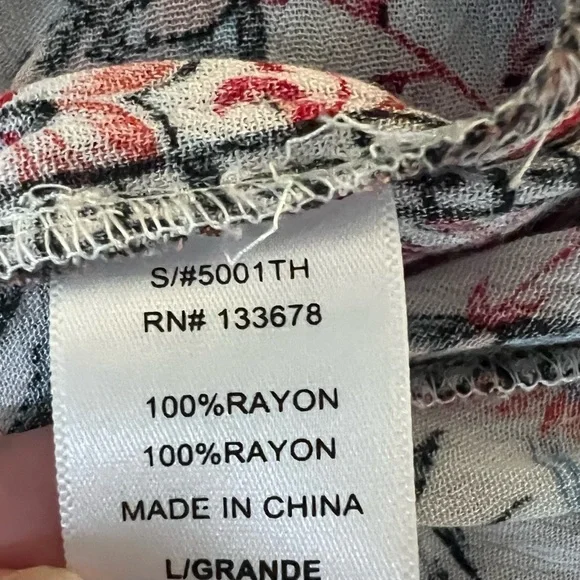 S/#5001TH
RN# 133678
100%RAYON
100%RAYON
MADE IN CHINA
L/GRANDE